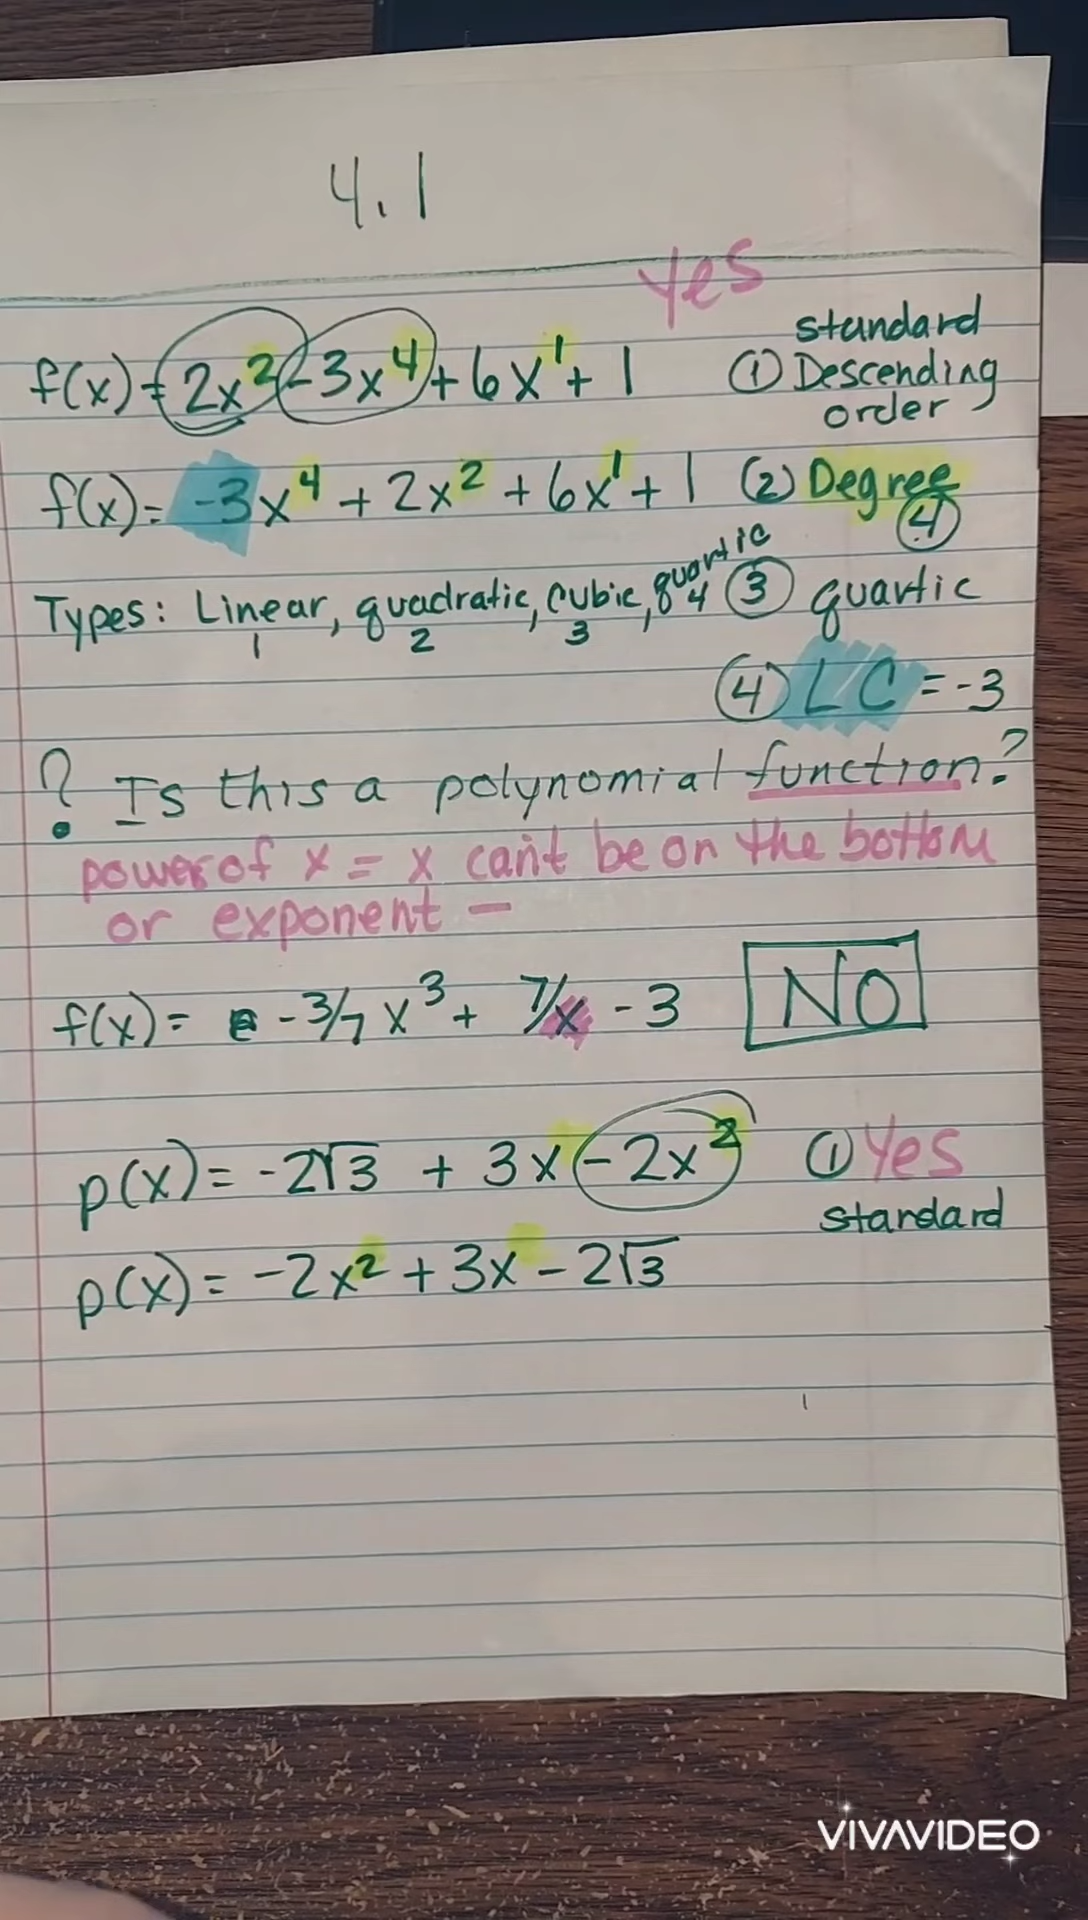 4.1
yes
f(x) = 2x² - 3x⁴ + 6x¹ + 1 ① standard Descending order
f(x) = -3x⁴ + 2x² + 6x¹ + 1 (2) Degree ④
Types: Linear, quadratic, cubic, quartic ③ quartic
1 2 3 4
④ LC = -3
? Is this a polynomial function?
power of x = x can't be on the bottom
or exponent -
f(x) = - 3/7 x³ + 7/x - 3 NO
p(x) = -2√3 + 3x - 2x² ① Yes
standard
p(x) = -2x² + 3x - 2√3
VIVAVIDEO